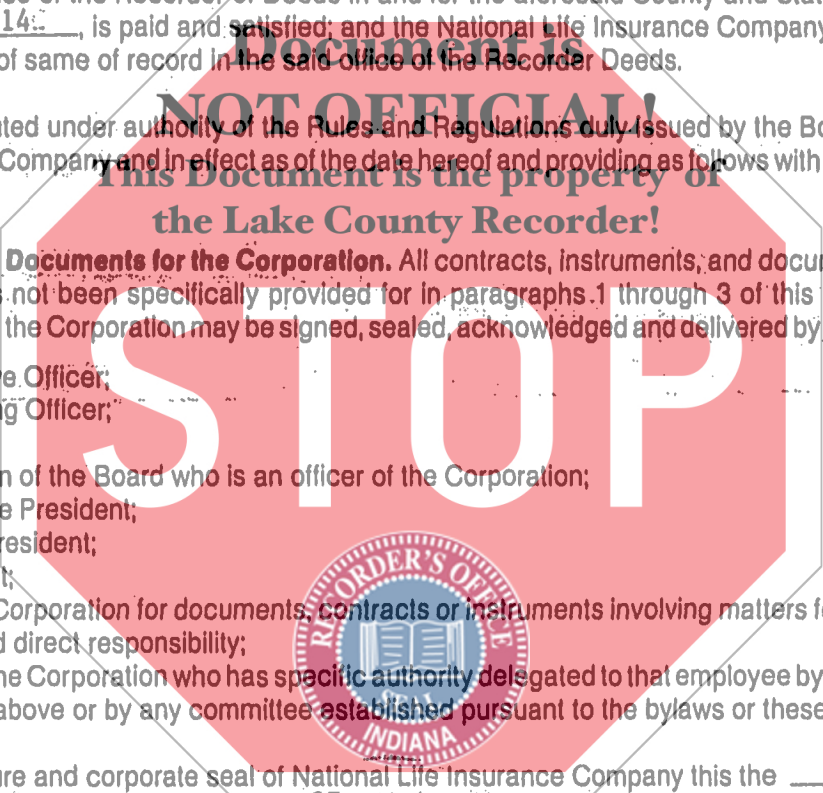 14 , is paid and satisfied; and the National Life Insurance Company
of same of record in the said office of the Recorder Deeds.
Document is
NOT OFFICIAL!
This Document is the property of
the Lake County Recorder!
ted under authority of the Rules and Regulations duly issued by the Bo
Company and in effect as of the date hereof and providing as follows with
Documents for the Corporation. All contracts, instruments, and docu
not been specifically provided for in paragraphs 1 through 3 of this
the Corporation may be signed, sealed, acknowledged and delivered by
STOP
e Officer;
g Officer;
n of the Board who is an officer of the Corporation;
e President;
resident;
t;
Corporation for documents, contracts or instruments involving matters f
d direct responsibility;
he Corporation who has specific authority delegated to that employee by
above or by any committee established pursuant to the bylaws or these
RECORDER'S OFFICE
SEAL
INDIANA
ure and corporate seal of National Life Insurance Company this the